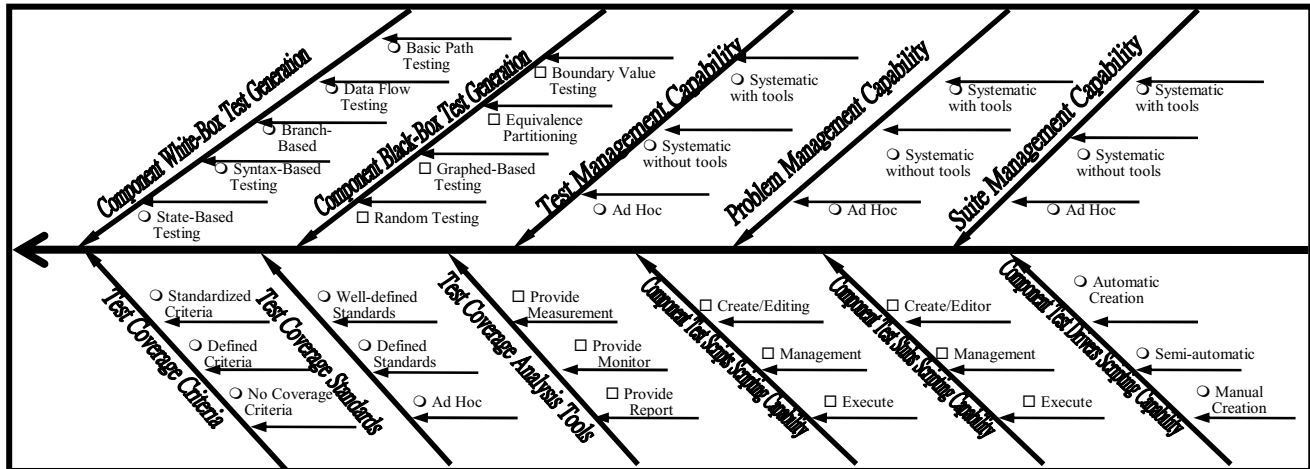 Component White-Box Test Generation
○ Basic Path
Testing
○ Data Flow
Testing
○ Branch-
Based
○ Syntax-Based
Testing
○ State-Based
Testing
Component Black-Box Test Generation
□ Boundary Value
Testing
□ Equivalence
Partitioning
□ Graphed-Based
Testing
□ Random Testing
Test Management Capability
○ Systematic
with tools
○ Systematic
without tools
○ Ad Hoc
Problem Management Capability
○ Systematic
with tools
○ Systematic
without tools
○ Ad Hoc
Suite Management Capability
○ Systematic
with tools
○ Systematic
without tools
○ Ad Hoc
Test Coverage Criteria
○ Standardized
Criteria
○ Defined
Criteria
○ No Coverage
Criteria
Test Coverage Standards
○ Well-defined
Standards
○ Defined
Standards
○ Ad Hoc
Test Coverage Analysis Tools
□ Provide
Measurement
□ Provide
Monitor
□ Provide
Report
Component Test Scripts Scripting Capability
□ Create/Editing
□ Management
□ Execute
Component Test Stubs Scripting Capability
□ Create/Editor
□ Management
□ Execute
Component Test Drivers Scripting Capability
○ Automatic
Creation
○ Semi-automatic
○ Manual
Creation